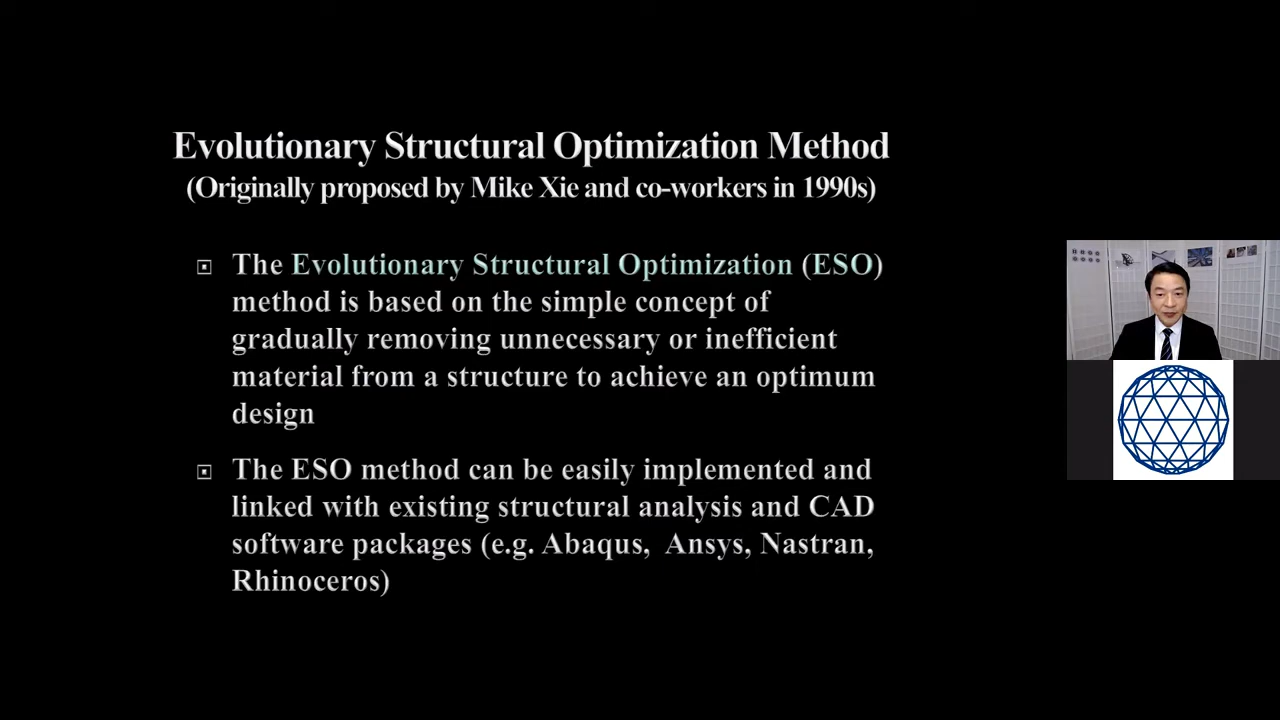 Evolutionary Structural Optimization Method
(Originally proposed by Mike Xie and co-workers in 1990s)
The Evolutionary Structural Optimization (ESO)
method is based on the simple concept of
gradually removing unnecessary or inefficient
material from a structure to achieve an optimum
design
The ESO method can be easily implemented and
linked with existing structural analysis and CAD
software packages (e.g. Abaqus, Ansys, Nastran,
Rhinoceros)